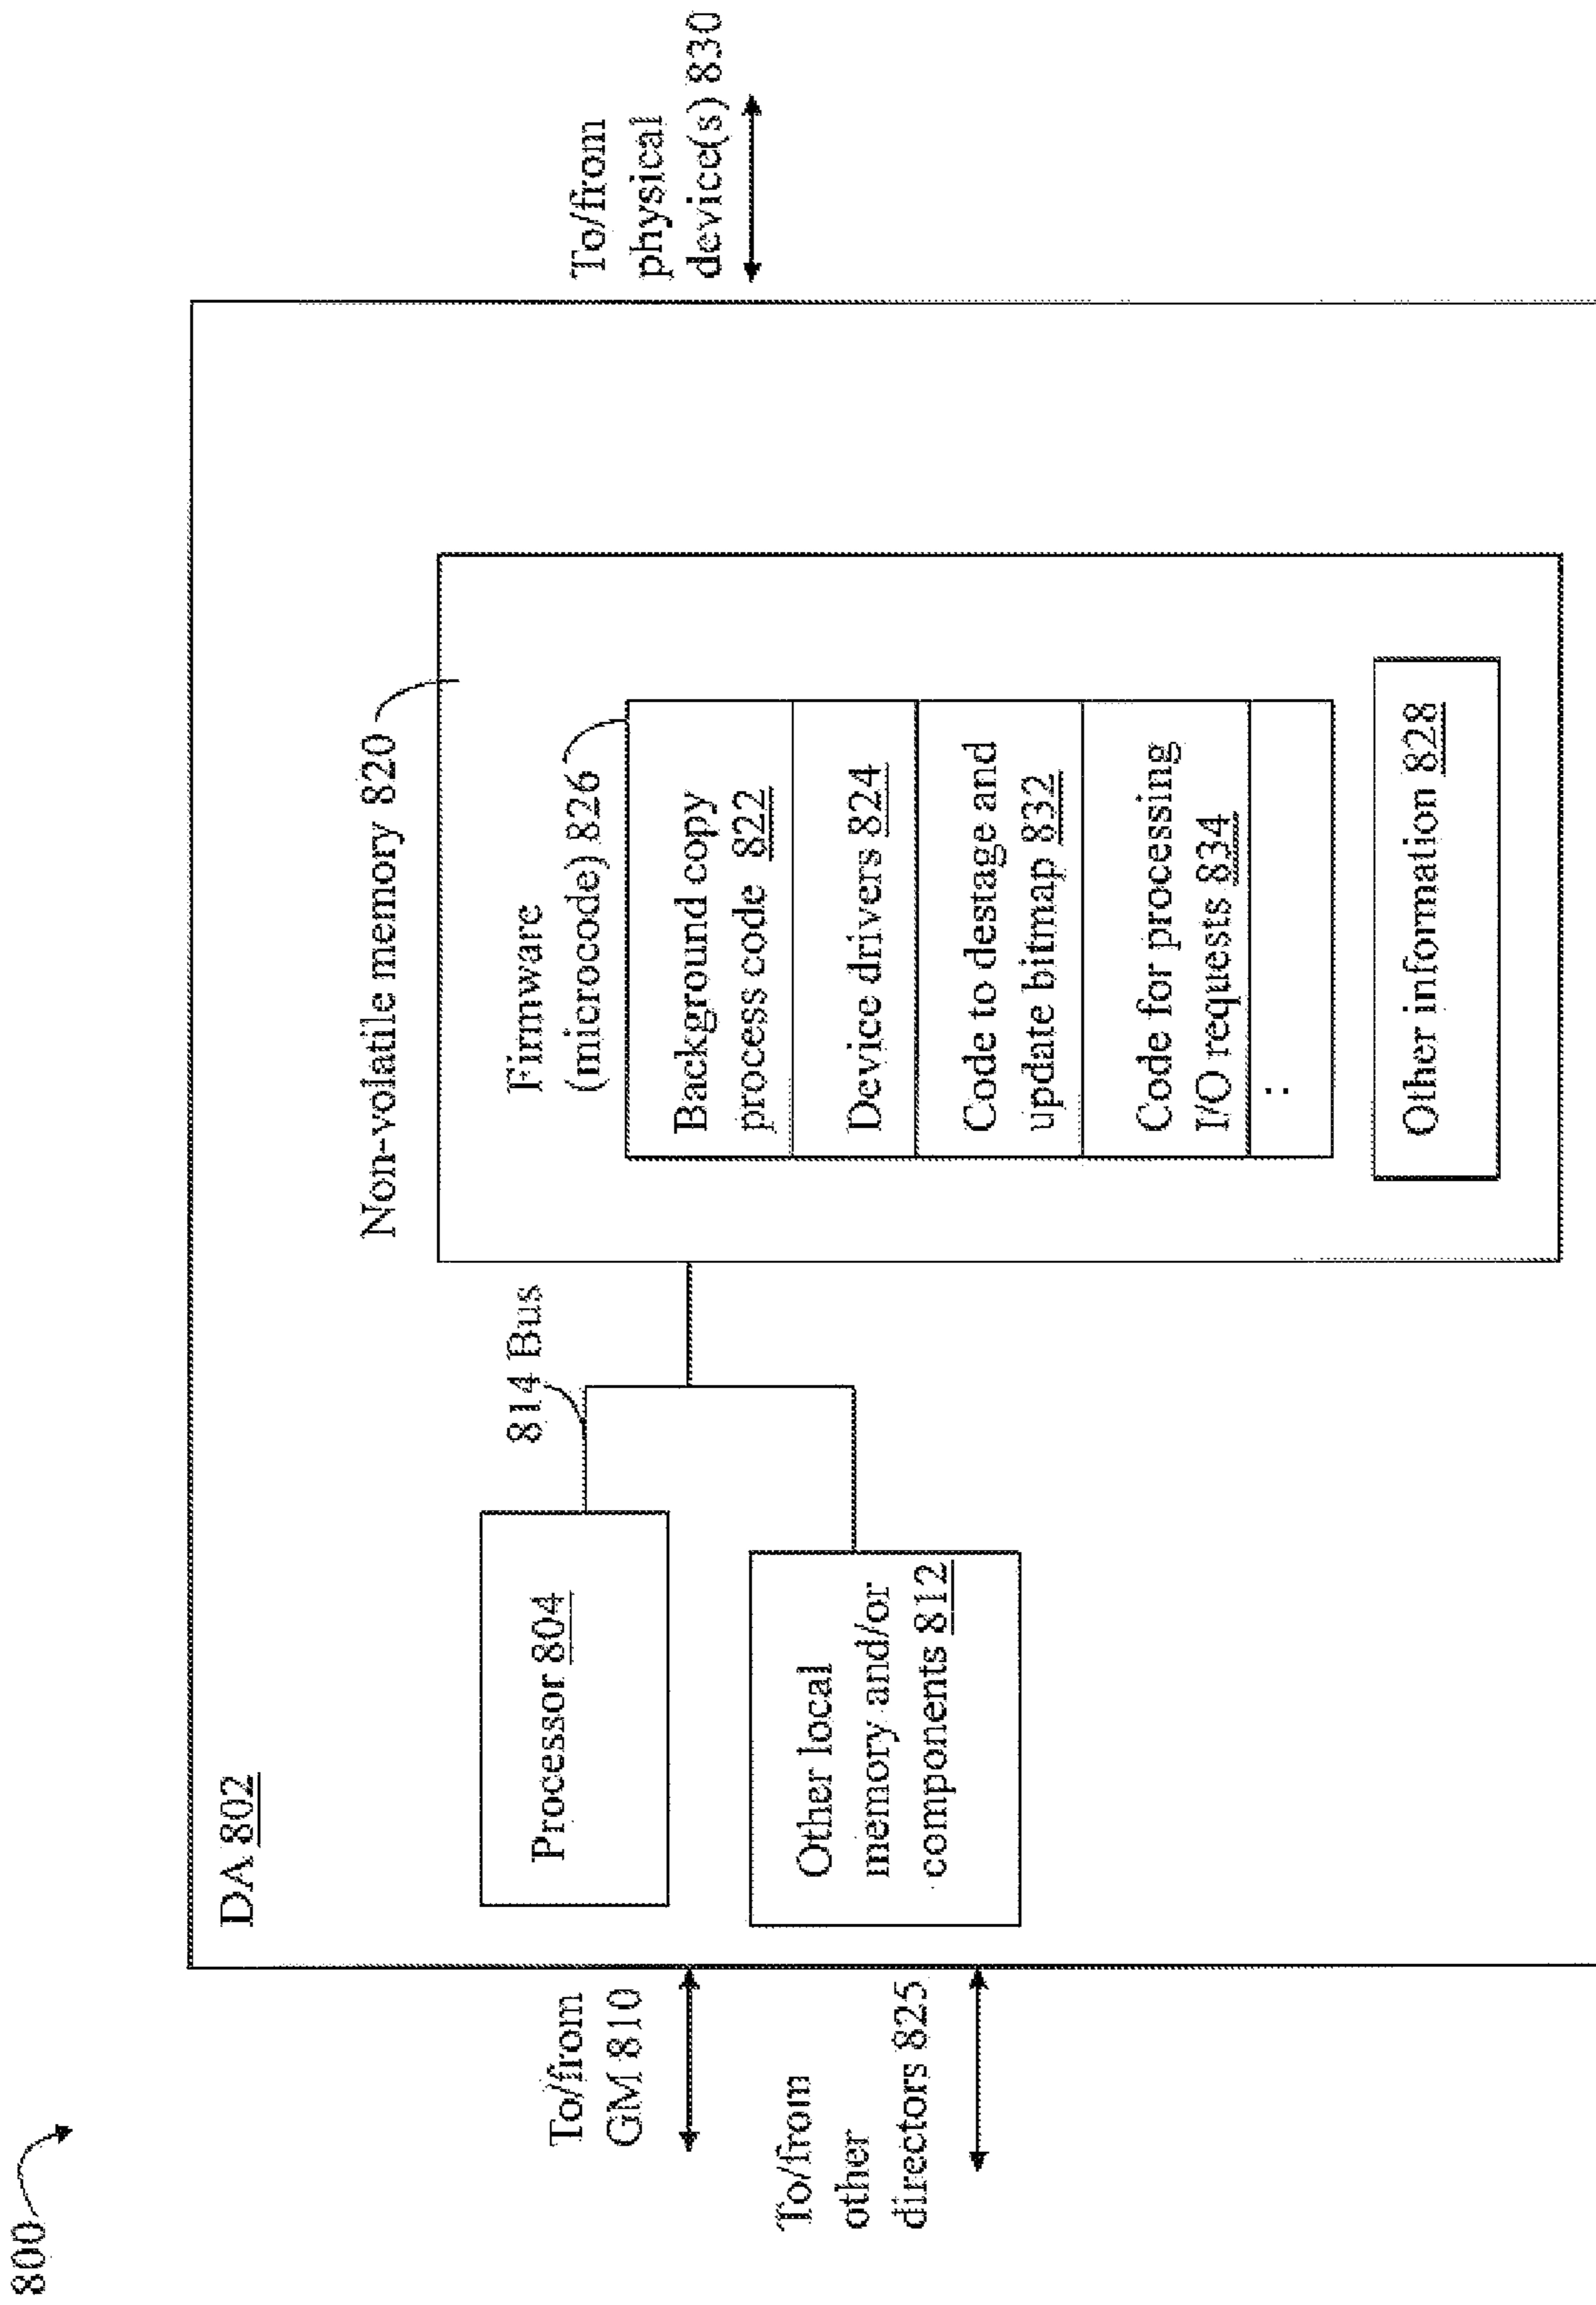 800
DA 802
Non-volatile memory 820
To/from
GM 810
To/from
other
directors 825
Processor 804
Other local
memory and/or
components 812
814 Bus
Firmware
(microcode) 826
Background copy
process code 822
Device drivers 824
Code to destage and
update bitmap 832
Code for processing
I/O requests 834
:
Other information 828
To/from
physical
device(s) 830